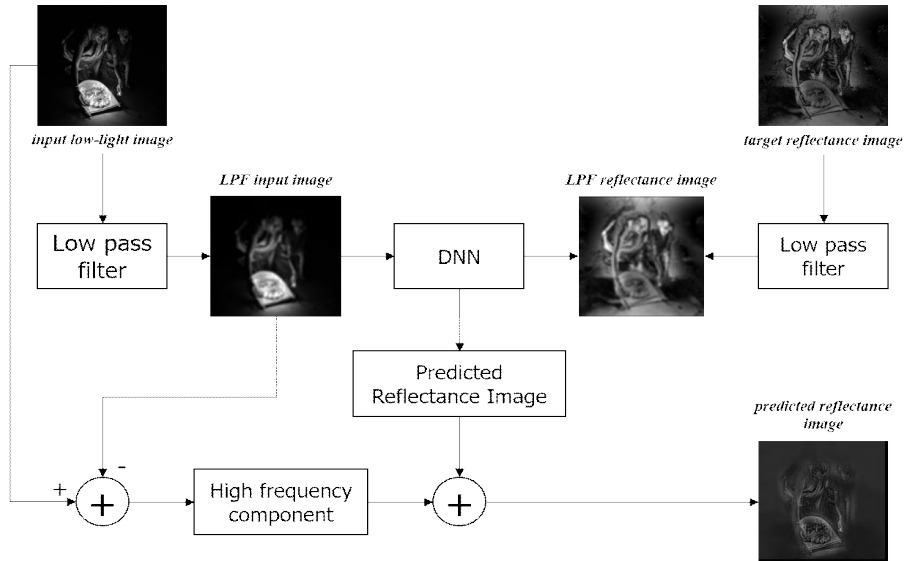 input low-light image
target reflectance image
LPF input image
LPF reflectance image
Low pass
filter
DNN
Low pass
filter
Predicted
Reflectance Image
predicted reflectance
image
-
+
+
High frequency
component
+